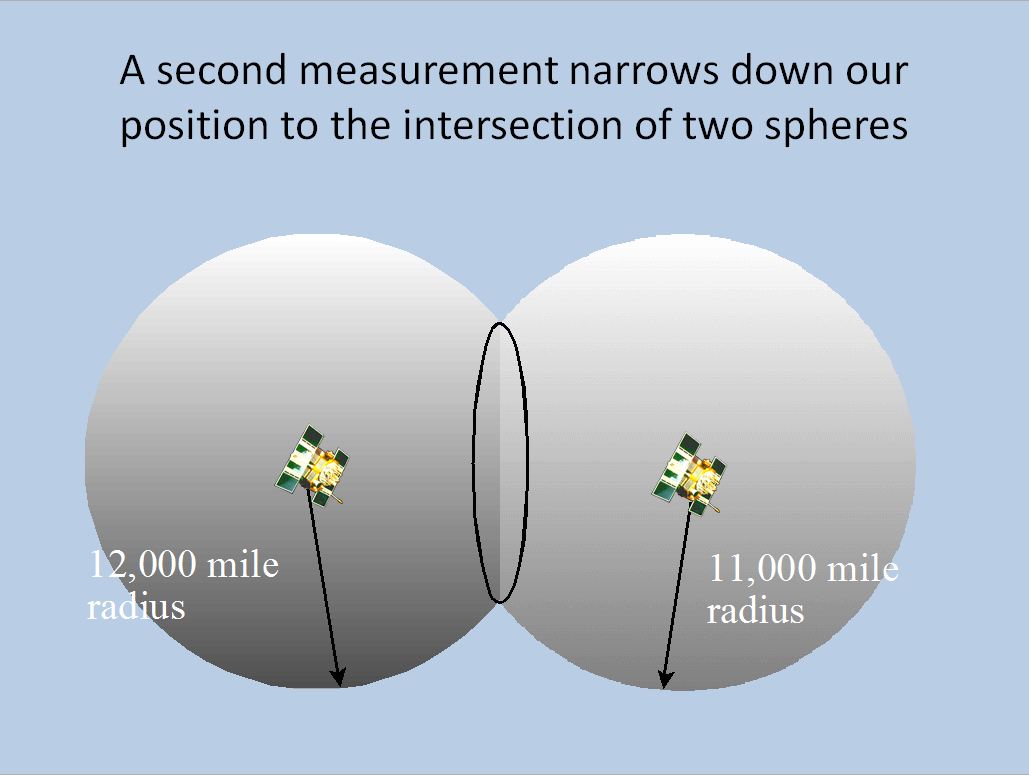 A second measurement narrows down our
position to the intersection of two spheres
12,000 mile
radius
11,000 mile
radius